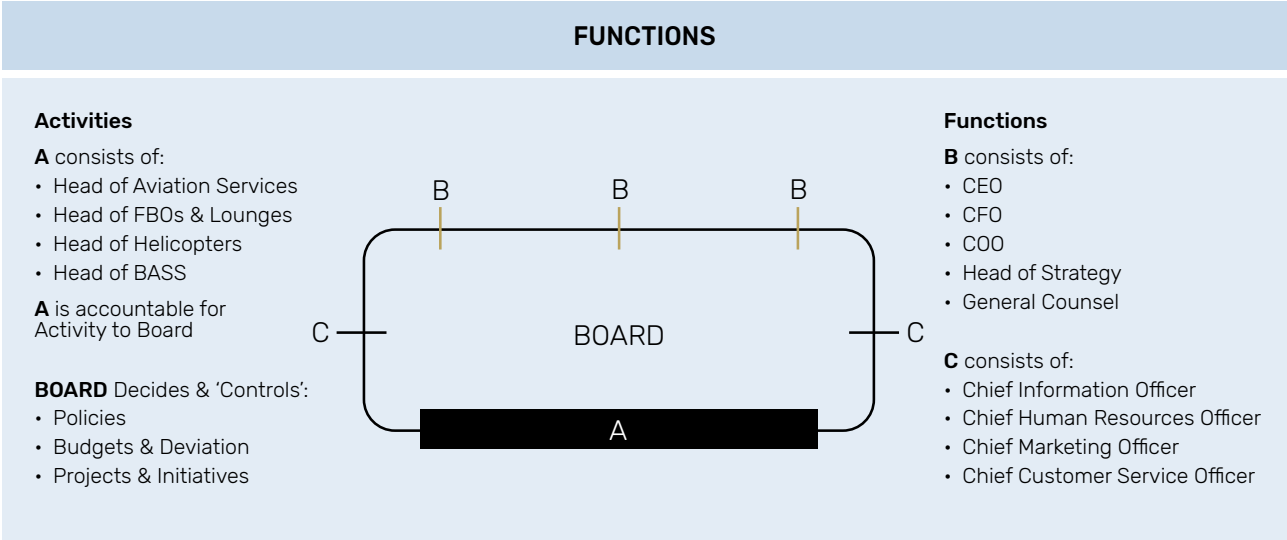 FUNCTIONS
Activities
A consists of:
• Head of Aviation Services
• Head of FBOs & Lounges
• Head of Helicopters
• Head of BASS
A is accountable for
Activity to Board
BOARD Decides & ‘Controls’:
• Policies
• Budgets & Deviation
• Projects & Initiatives
B
B
B
C
BOARD
C
A
Functions
B consists of:
• CEO
• CFO
• COO
• Head of Strategy
• General Counsel
C consists of:
• Chief Information Officer
• Chief Human Resources Officer
• Chief Marketing Officer
• Chief Customer Service Officer